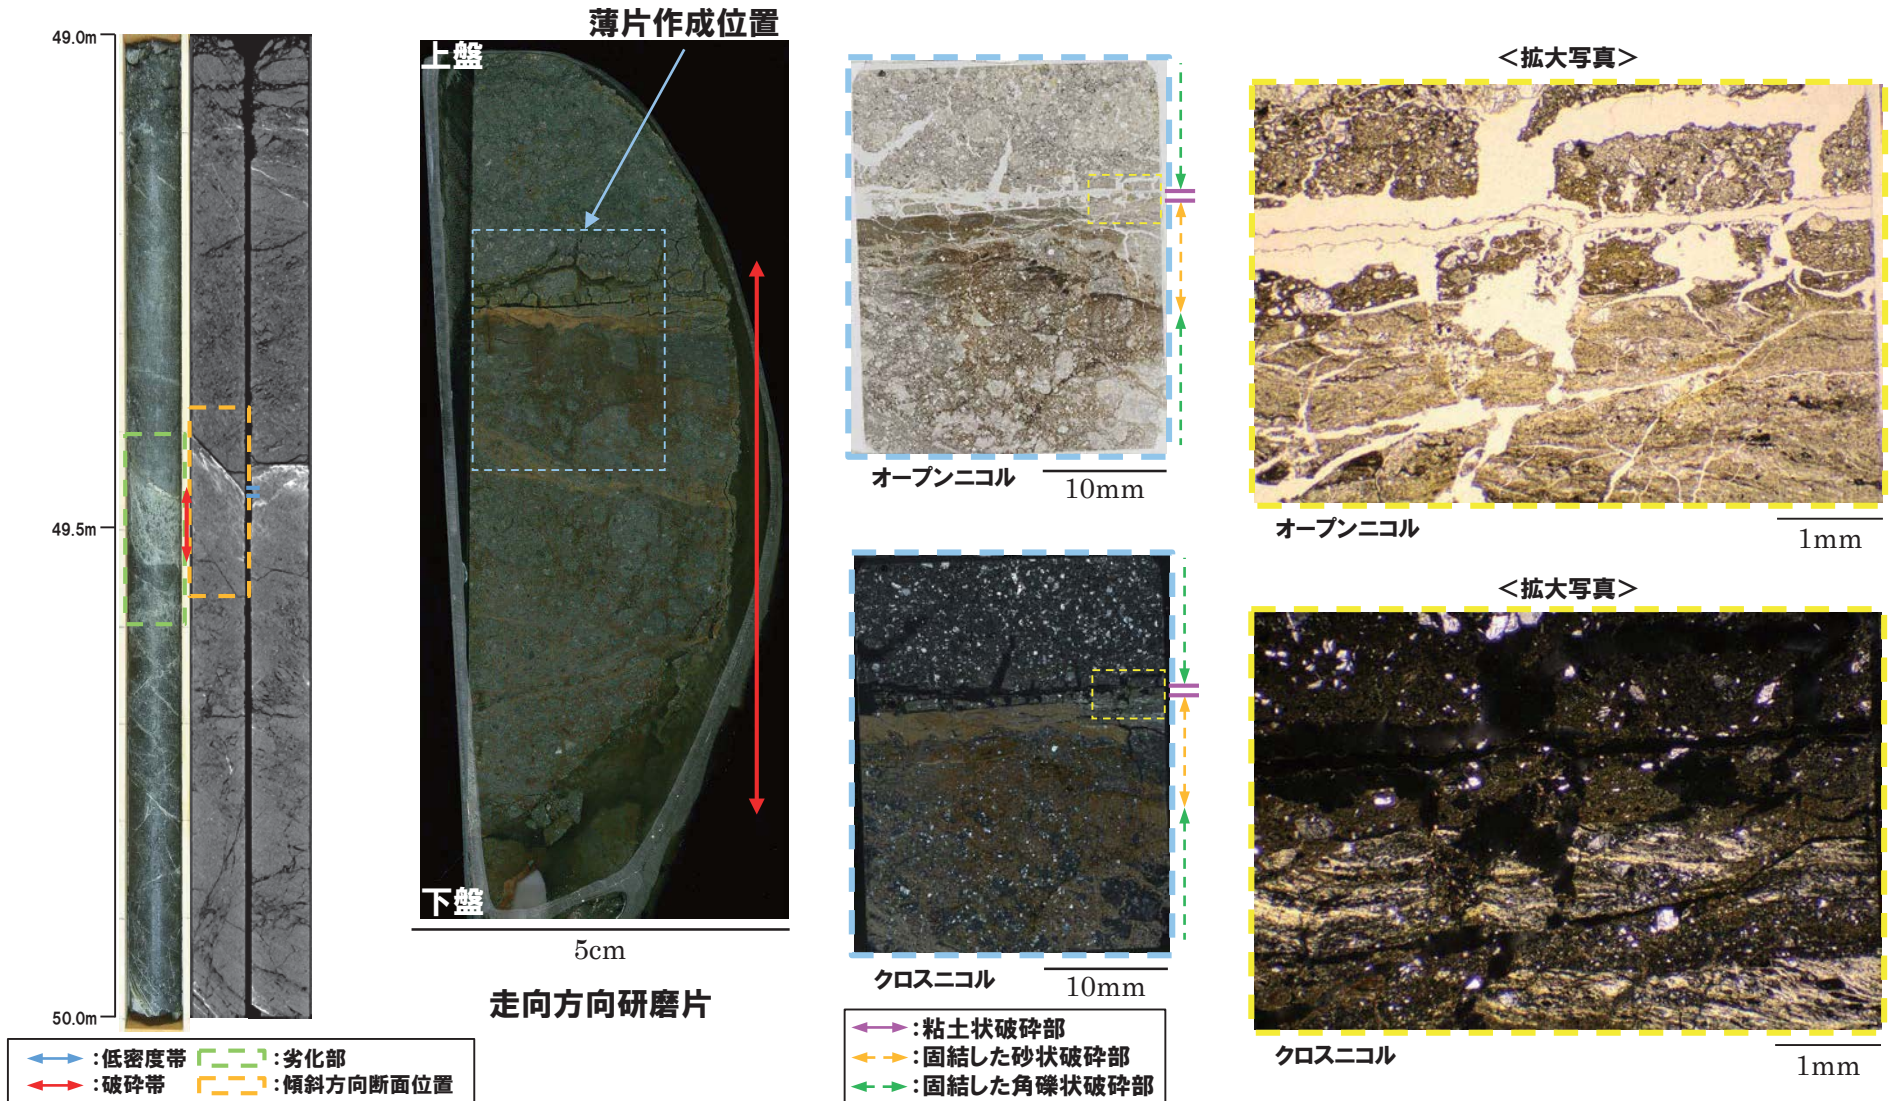 49.0m
49.5m
50.0m
：低密度帯
：劣化部
：破砕帯
：傾斜方向断面位置
薄片作成位置
上盤
下盤
5cm
走向方向研磨片
オープンニコル
10mm
クロスニコル
10mm
：粘土状破砕部
：固結した砂状破砕部
：固結した角礫状破砕部
＜拡大写真＞
オープンニコル
1mm
＜拡大写真＞
クロスニコル
1mm